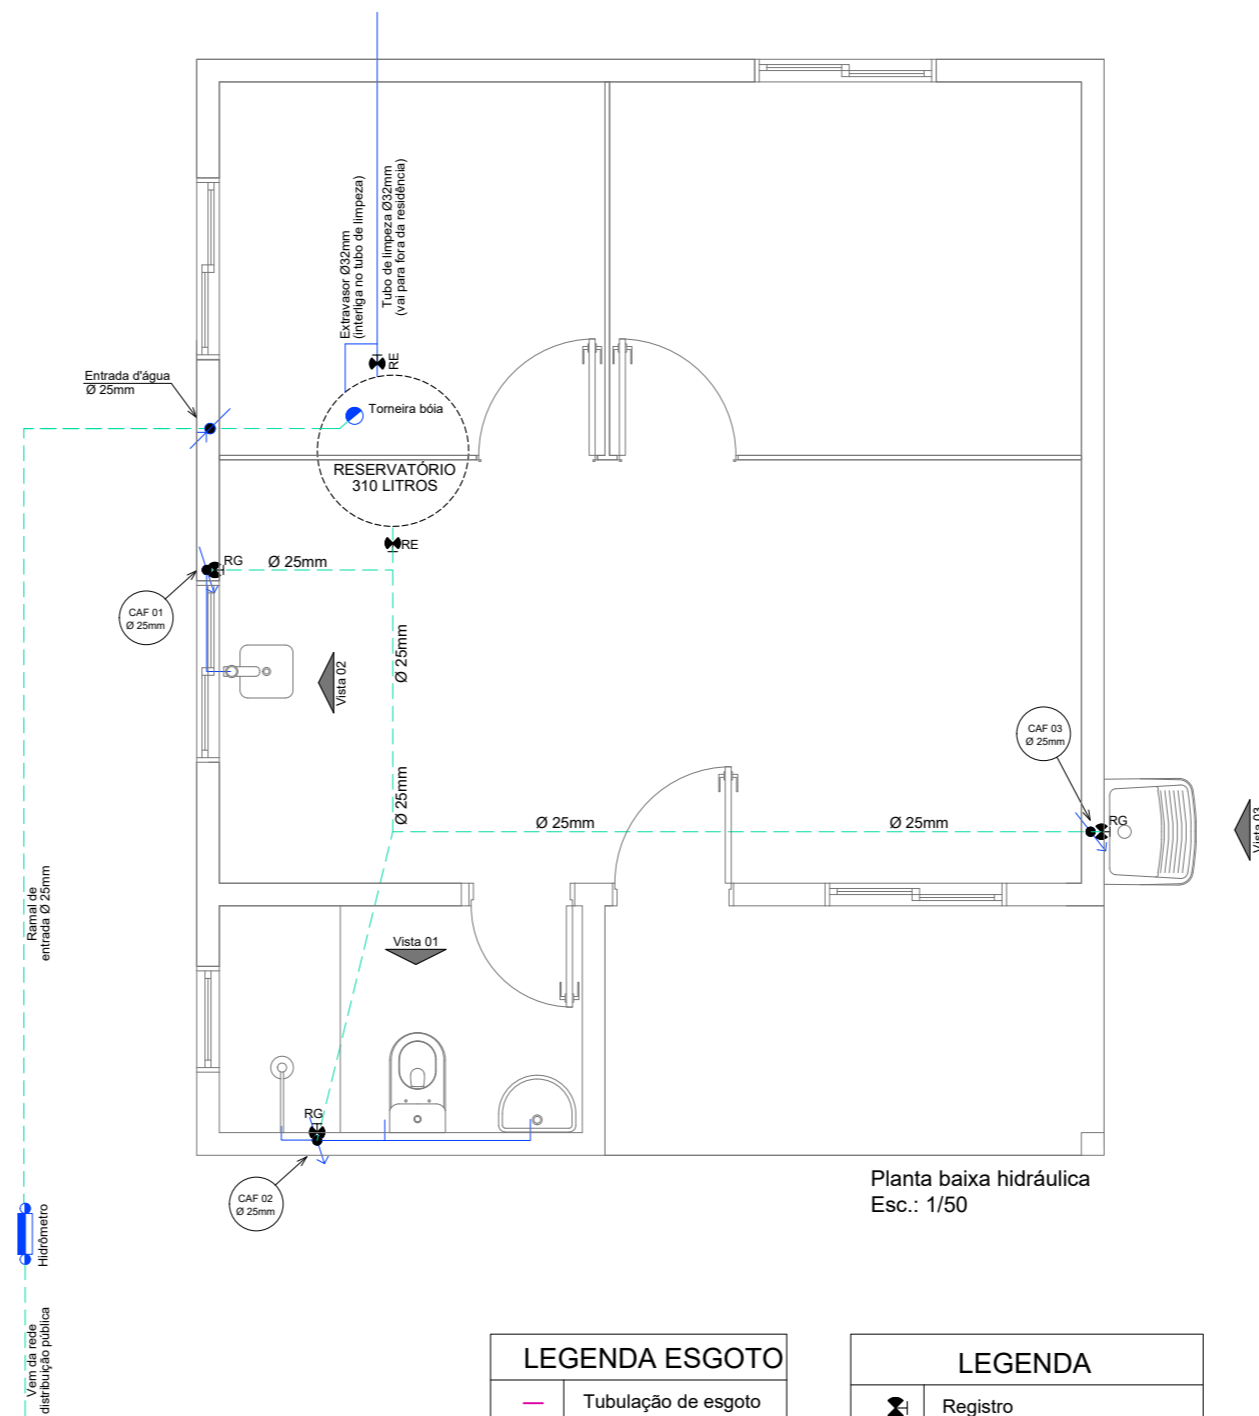 Extravasor Ø32mm
(interliga no tubo de limpeza)
Tubo de limpeza Ø32mm
(vai para fora da residência)
RE
Entrada d'água
Ø 25mm
Torneira bóia
RESERVATÓRIO
310 LITROS
RE
RG
Ø 25mm
CAF 01
Ø 25mm
Ø 25mm
Vista 02
CAF 03
Ø 25mm
Ø 25mm
Ø 25mm
Ø 25mm
RG
Vista 03
Ramal de
entrada Ø 25mm
Vista 01
RG
CAF 02
Ø 25mm
Planta baixa hidráulica
Esc.: 1/50
Hidrômetro
Vem da rede
distribuição pública
LEGENDA ESGOTO
Tubulação de esgoto
LEGENDA
Registro